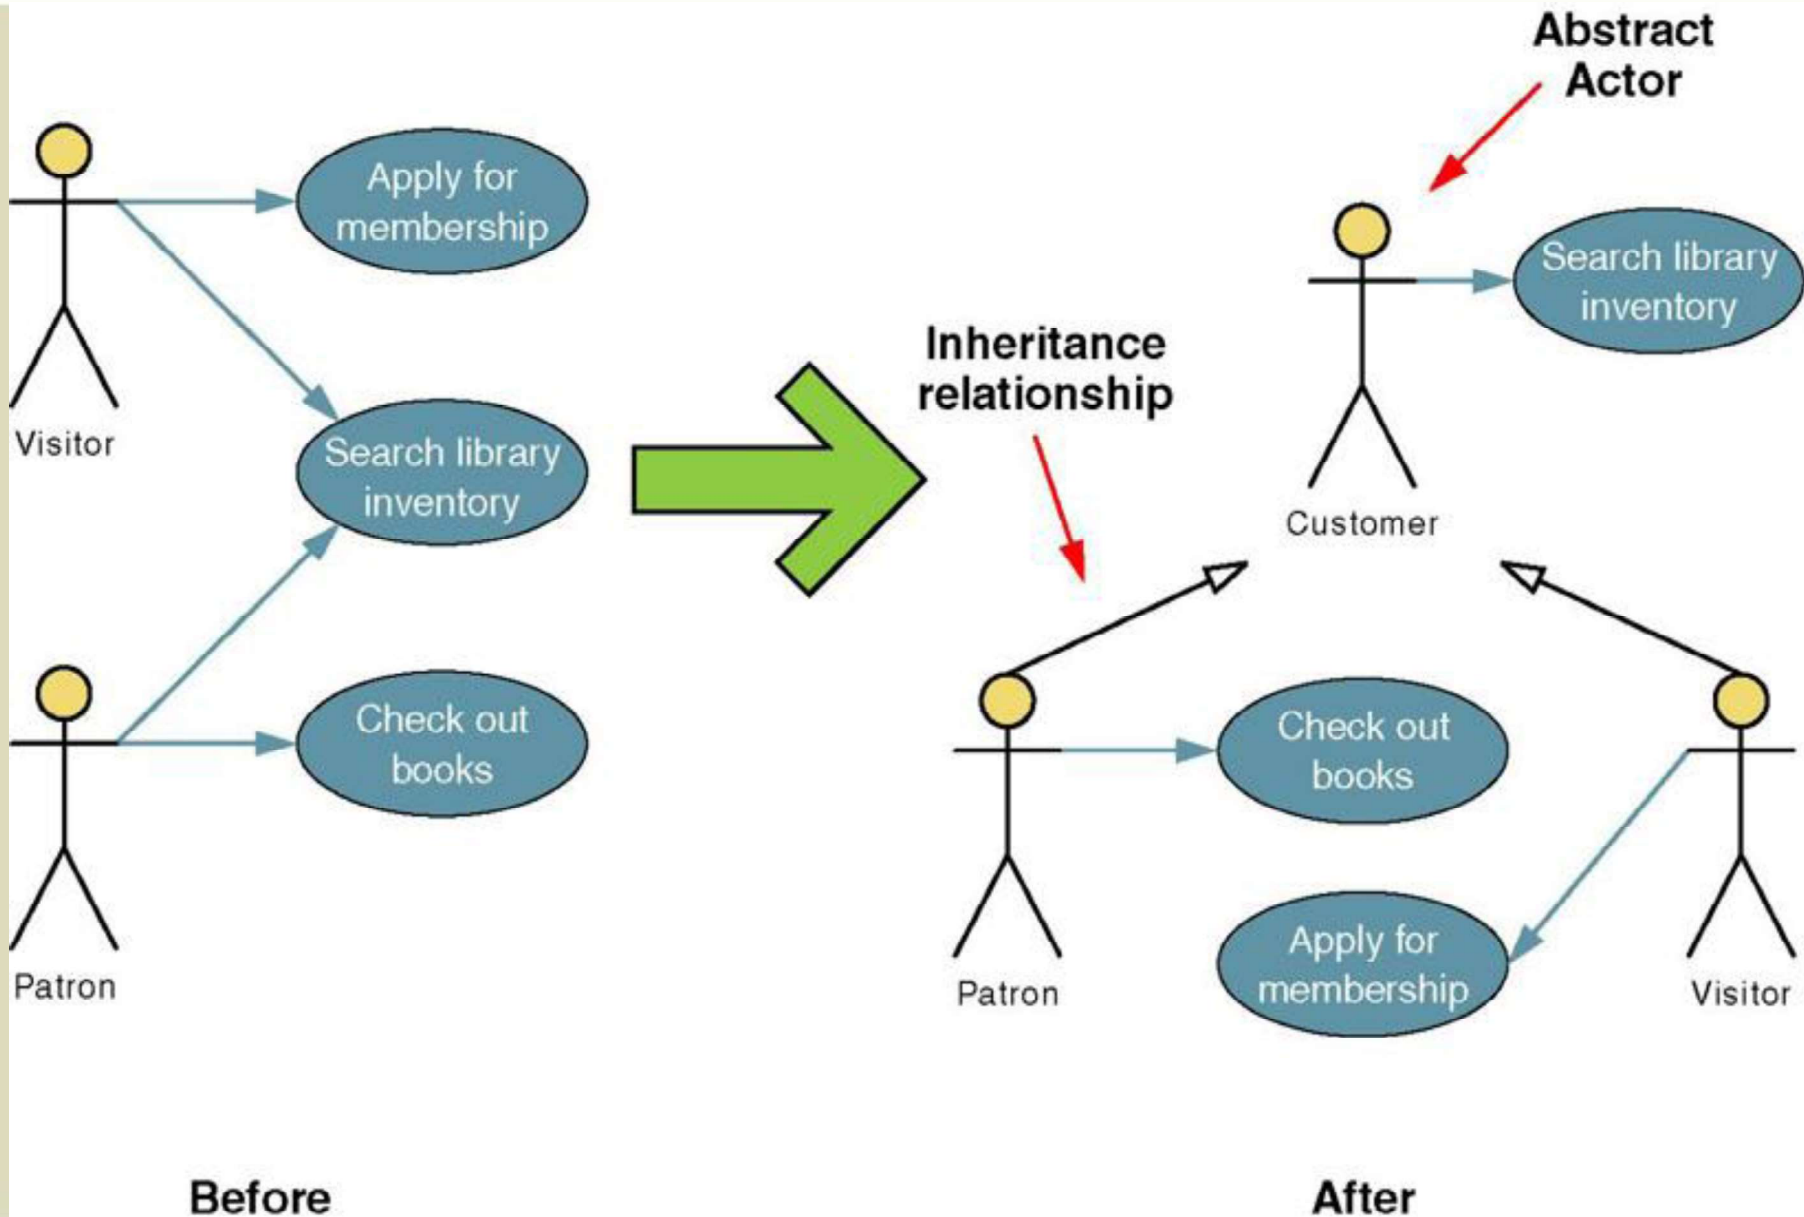 Apply for
membership
Visitor
Search library
inventory
Check out
books
Patron
Before
Abstract
Actor
Search library
inventory
Inheritance
relationship
Customer
Check out
books
Apply for
membership
Patron
Visitor
After